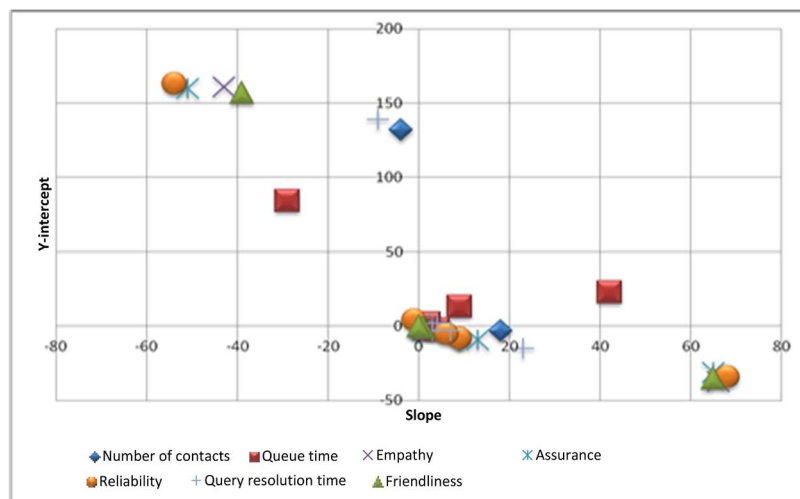 200
150
100
50
0
-50
-80 -60 -40 -20 0 20 40 60 80
Y-intercept
Slope
Number of contacts Queue time Empathy Assurance
Reliability Query resolution time Friendliness